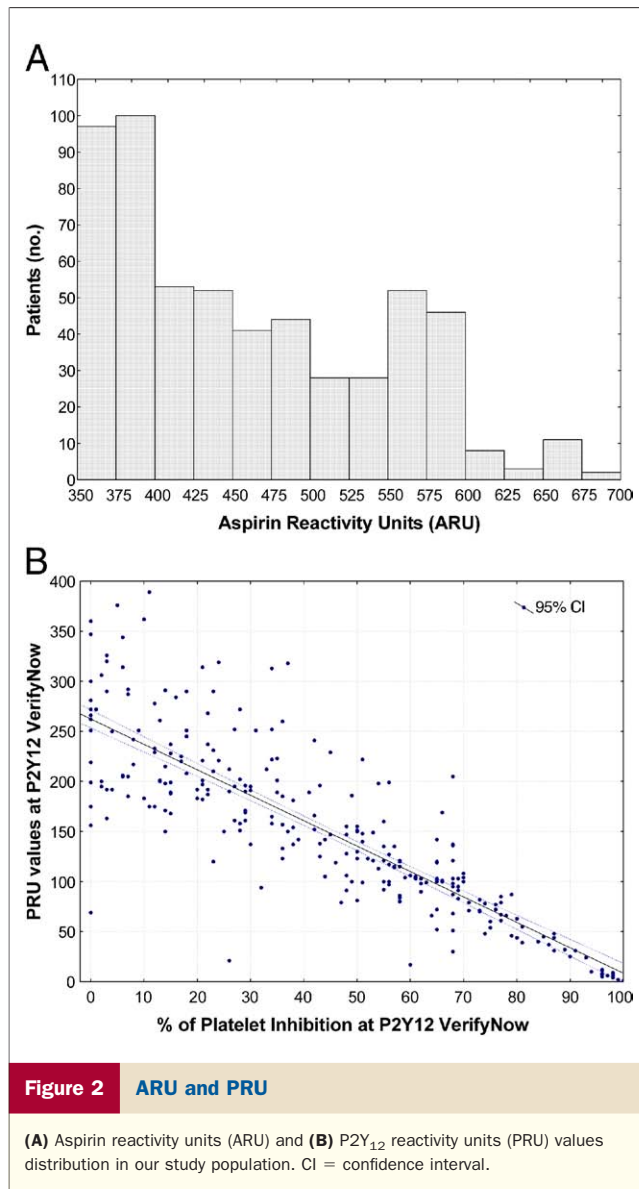 A
110
100
90
80
70
60
50
40
30
20
10
0
Patients (no.)
350 375 400 425 450 475 500 525 550 575 600 625 650 675 700
Aspirin Reactivity Units (ARU)
B
400
350
300
250
200
150
100
50
0
PRU values at P2Y12 VerifyNow
95% CI
0 10 20 30 40 50 60 70 80 90 100
% of Platelet Inhibition at P2Y12 VerifyNow
Figure 2 ARU and PRU
(A) Aspirin reactivity units (ARU) and (B) P2Y12 reactivity units (PRU) values
distribution in our study population. CI = confidence interval.